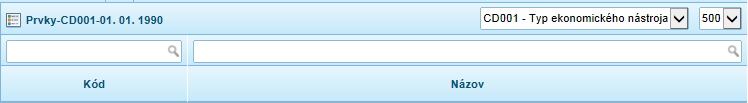 Prvky-CD001-01. 01. 1990 CD001 - Typ ekonomického nástroja 500
Kód Názov